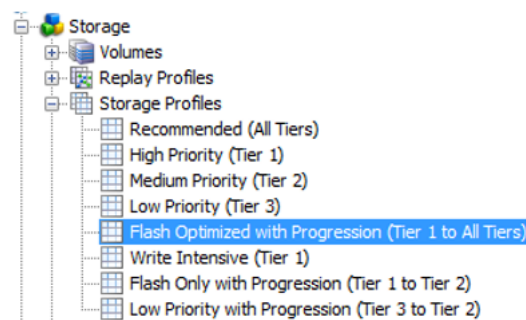 Storage
Volumes
Replay Profiles
Storage Profiles
Recommended (All Tiers)
High Priority (Tier 1)
Medium Priority (Tier 2)
Low Priority (Tier 3)
Flash Optimized with Progression (Tier 1 to All Tiers)
Write Intensive (Tier 1)
Flash Only with Progression (Tier 1 to Tier 2)
Low Priority with Progression (Tier 3 to Tier 2)